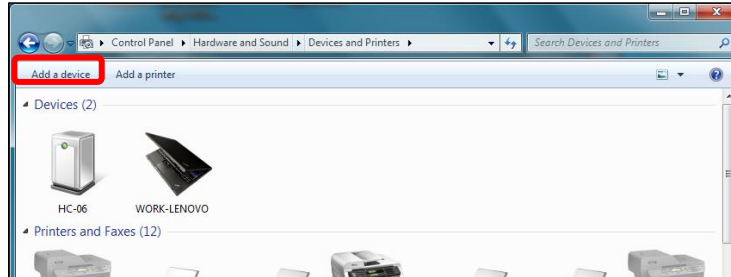 Control Panel ▸ Hardware and Sound ▸ Devices and Printers ▸
Search Devices and Printers
Add a device Add a printer
Devices (2)
HC-06 WORK-LENOVO
Printers and Faxes (12)